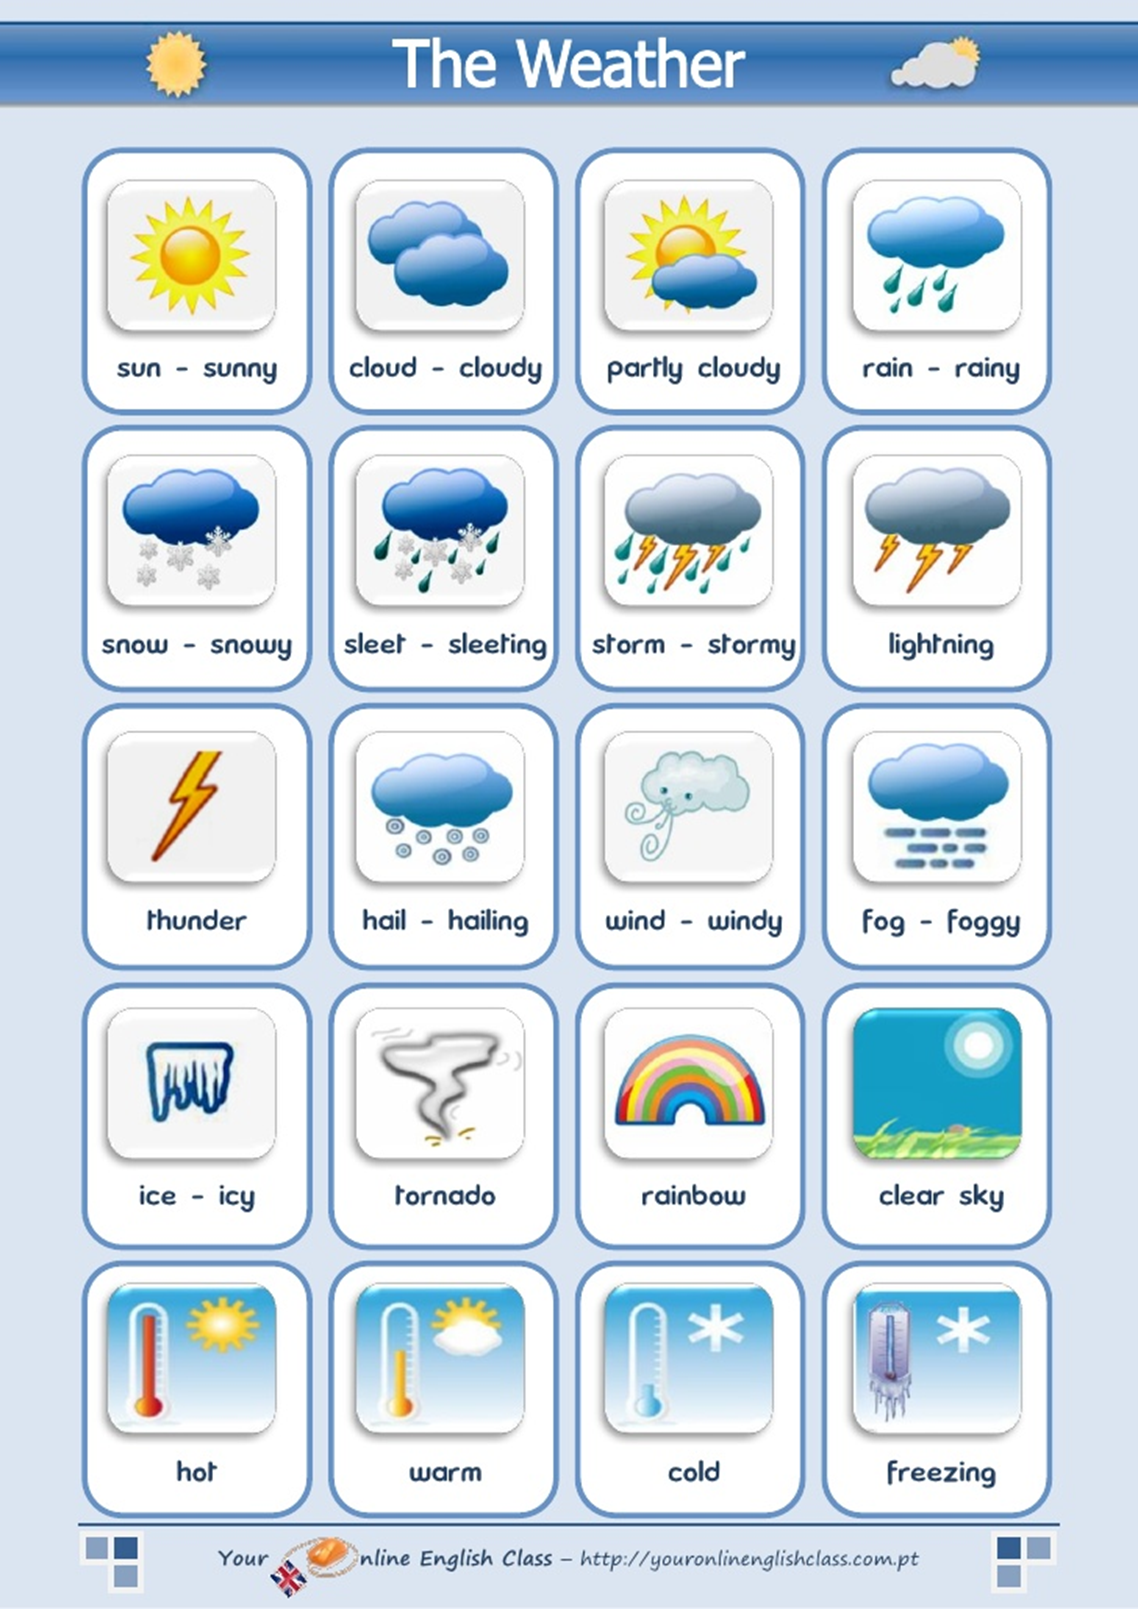 The Weather
sun - sunny
cloud - cloudy
partly cloudy
rain - rainy
snow - snowy
sleet - sleeting
storm - stormy
lightning
thunder
hail - hailing
wind - windy
fog - foggy
ice - icy
tornado
rainbow
clear sky
hot
warm
cold
freezing
Your nline English Class – http://youronlinenglishclass.com.pt